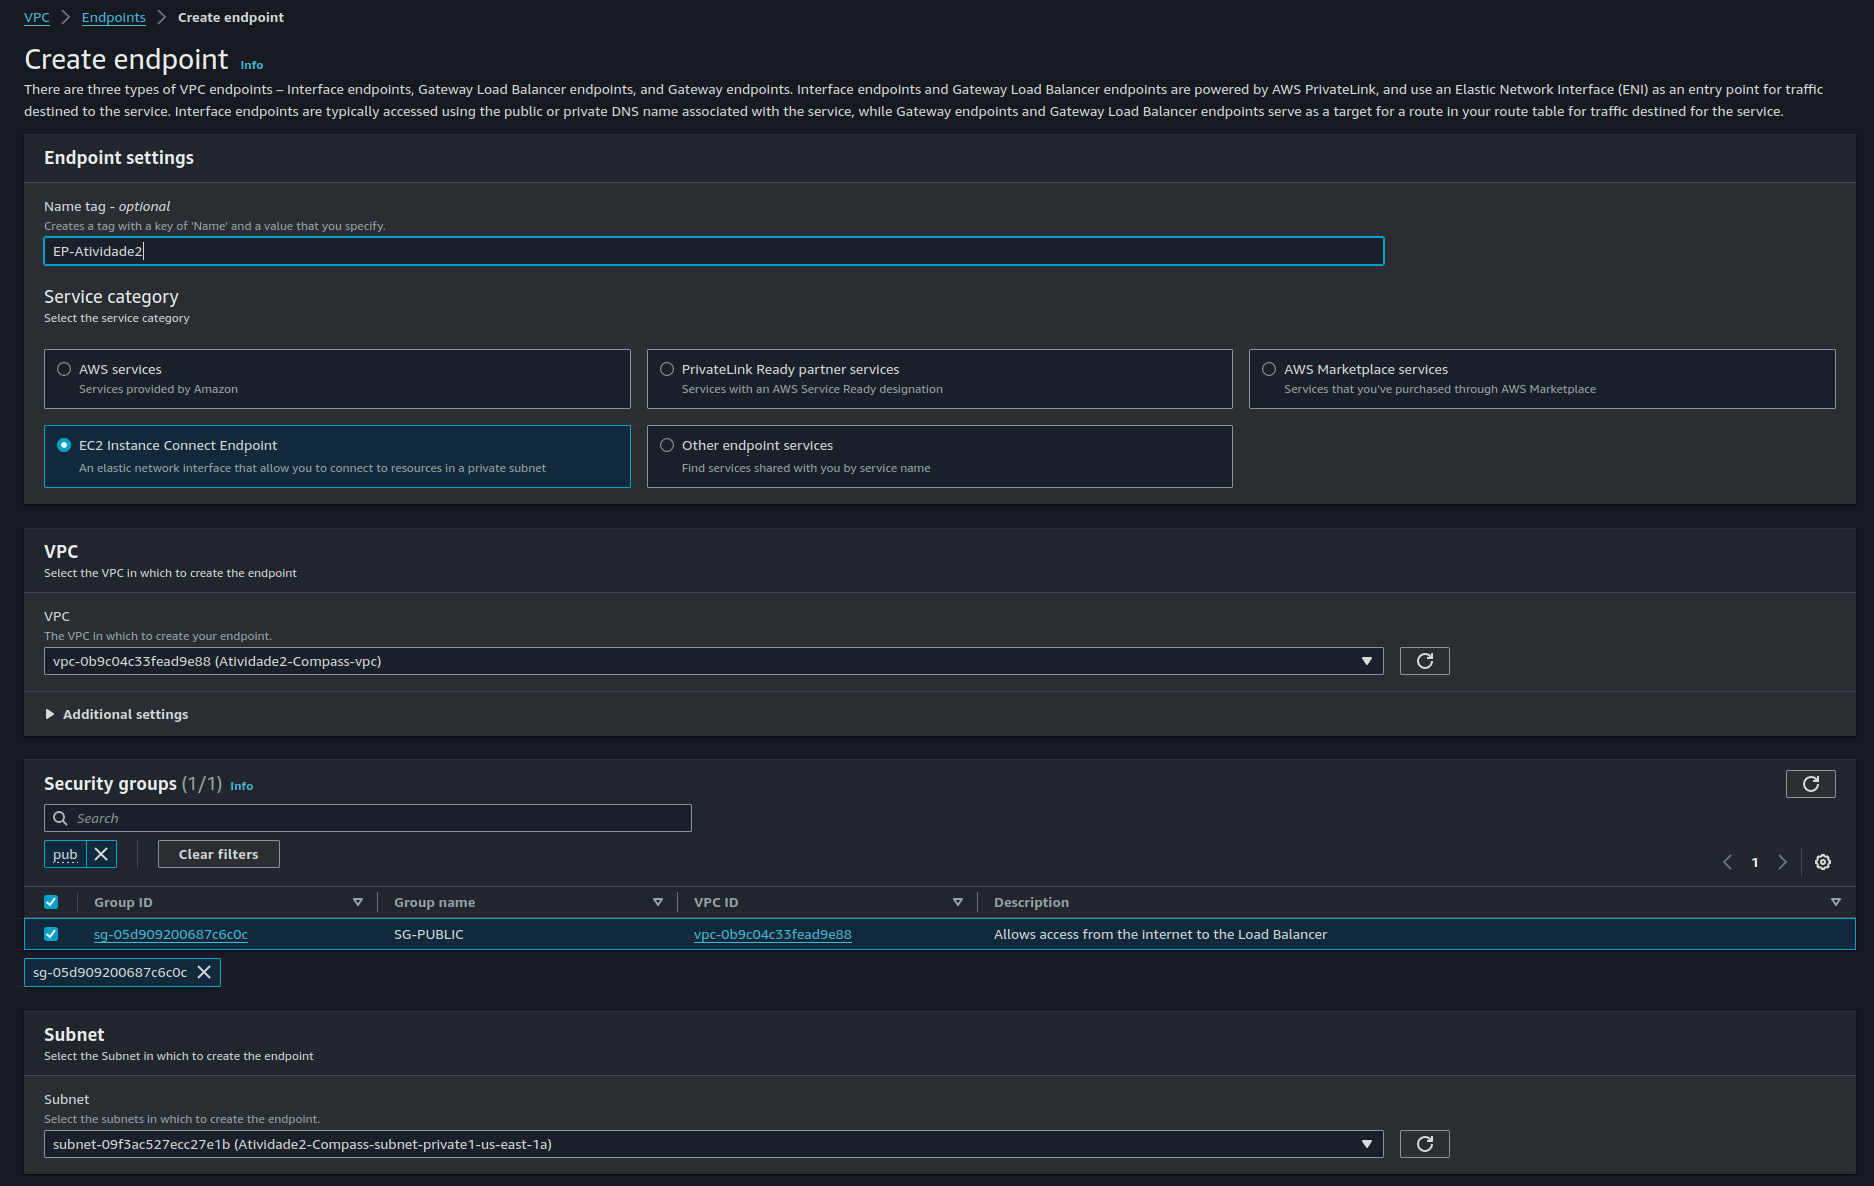 VPC > Endpoints > Create endpoint
Create endpoint Info
There are three types of VPC endpoints – Interface endpoints, Gateway Load Balancer endpoints, and Gateway endpoints. Interface endpoints and Gateway Load Balancer endpoints are powered by AWS PrivateLink, and use an Elastic Network Interface (ENI) as an entry point for traffic
destined to the service. Interface endpoints are typically accessed using the public or private DNS name associated with the service, while Gateway endpoints and Gateway Load Balancer endpoints serve as a target for a route in your route table for traffic destined for the service.
Endpoint settings
Name tag - optional
Creates a tag with a key of 'Name' and a value that you specify.
EP-Atividade2
Service category
Select the service category
AWS services
Services provided by Amazon
PrivateLink Ready partner services
Services with an AWS Service Ready designation
AWS Marketplace services
Services that you've purchased through AWS Marketplace
EC2 Instance Connect Endpoint
An elastic network interface that allow you to connect to resources in a private subnet
Other endpoint services
Find services shared with you by service name
VPC
Select the VPC in which to create the endpoint
VPC
The VPC in which to create your endpoint.
vpc-0b9c04c33fead9e88 (Atividade2-Compass-vpc)
Additional settings
Security groups (1/1) Info
Search
pub
Clear filters
1
Group ID Group name VPC ID Description
sg-05d909200687c6c0c SG-PUBLIC vpc-0b9c04c33fead9e88 Allows access from the internet to the Load Balancer
sg-05d909200687c6c0c
Subnet
Select the Subnet in which to create the endpoint
Subnet
Select the subnets in which to create the endpoint.
subnet-09f3ac527ecc27e1b (Atividade2-Compass-subnet-private1-us-east-1a)